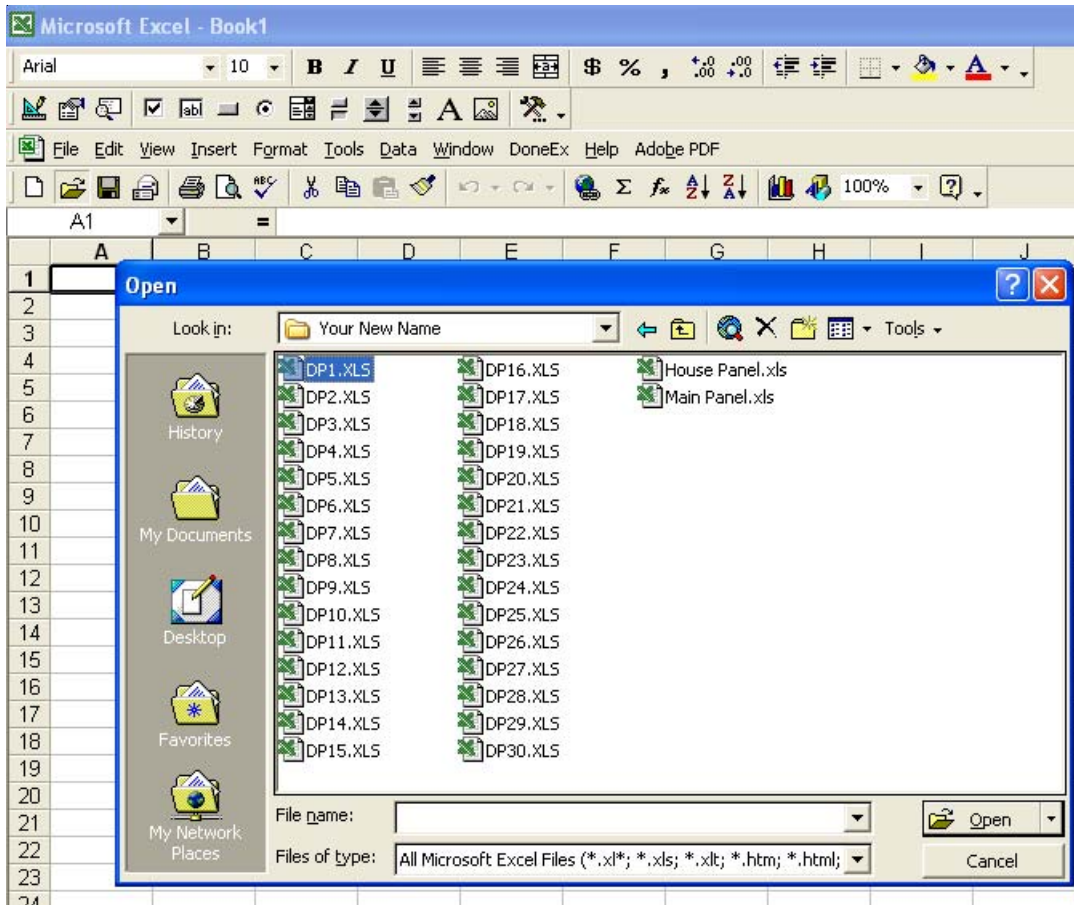 Microsoft Excel - Book1
Arial 10 B I U $ % ,
ab A
File Edit View Insert Format Tools Data Window DoneEx Help Adobe PDF
ABC Σ fx 100%
A1 =
A B C D E F G H I J
1
2
3
4
5
6
7
8
9
10
11
12
13
14
15
16
17
18
19
20
21
22
23
24
Open
Look in: Your New Name Tools
History
My Documents
Desktop
Favorites
My Network
Places
DP1.XLS
DP2.XLS
DP3.XLS
DP4.XLS
DP5.XLS
DP6.XLS
DP7.XLS
DP8.XLS
DP9.XLS
DP10.XLS
DP11.XLS
DP12.XLS
DP13.XLS
DP14.XLS
DP15.XLS
DP16.XLS
DP17.XLS
DP18.XLS
DP19.XLS
DP20.XLS
DP21.XLS
DP22.XLS
DP23.XLS
DP24.XLS
DP25.XLS
DP26.XLS
DP27.XLS
DP28.XLS
DP29.XLS
DP30.XLS
House Panel.xls
Main Panel.xls
File name: Open
Files of type: All Microsoft Excel Files (*.xl*; *.xls; *.xlt; *.htm; *.html; Cancel